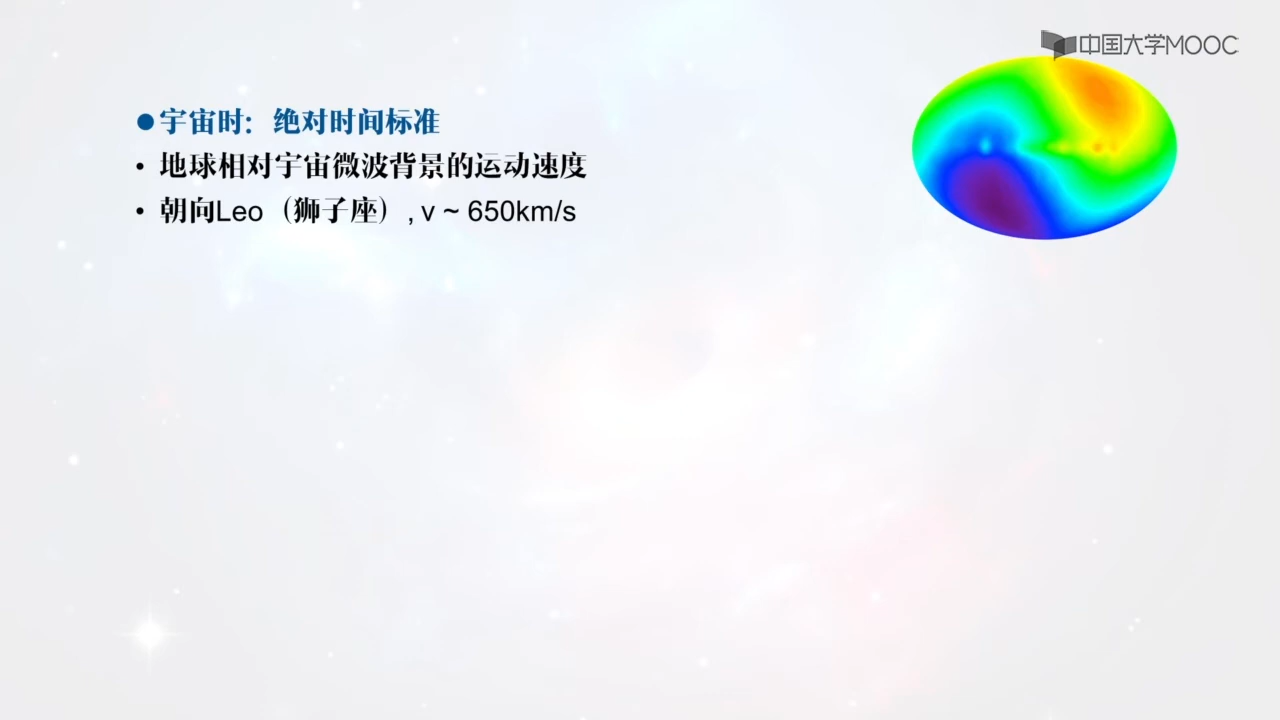 中国大学MOOC
●宇宙时：绝对时间标准
• 地球相对宇宙微波背景的运动速度
• 朝向Leo（狮子座）, v ~ 650km/s